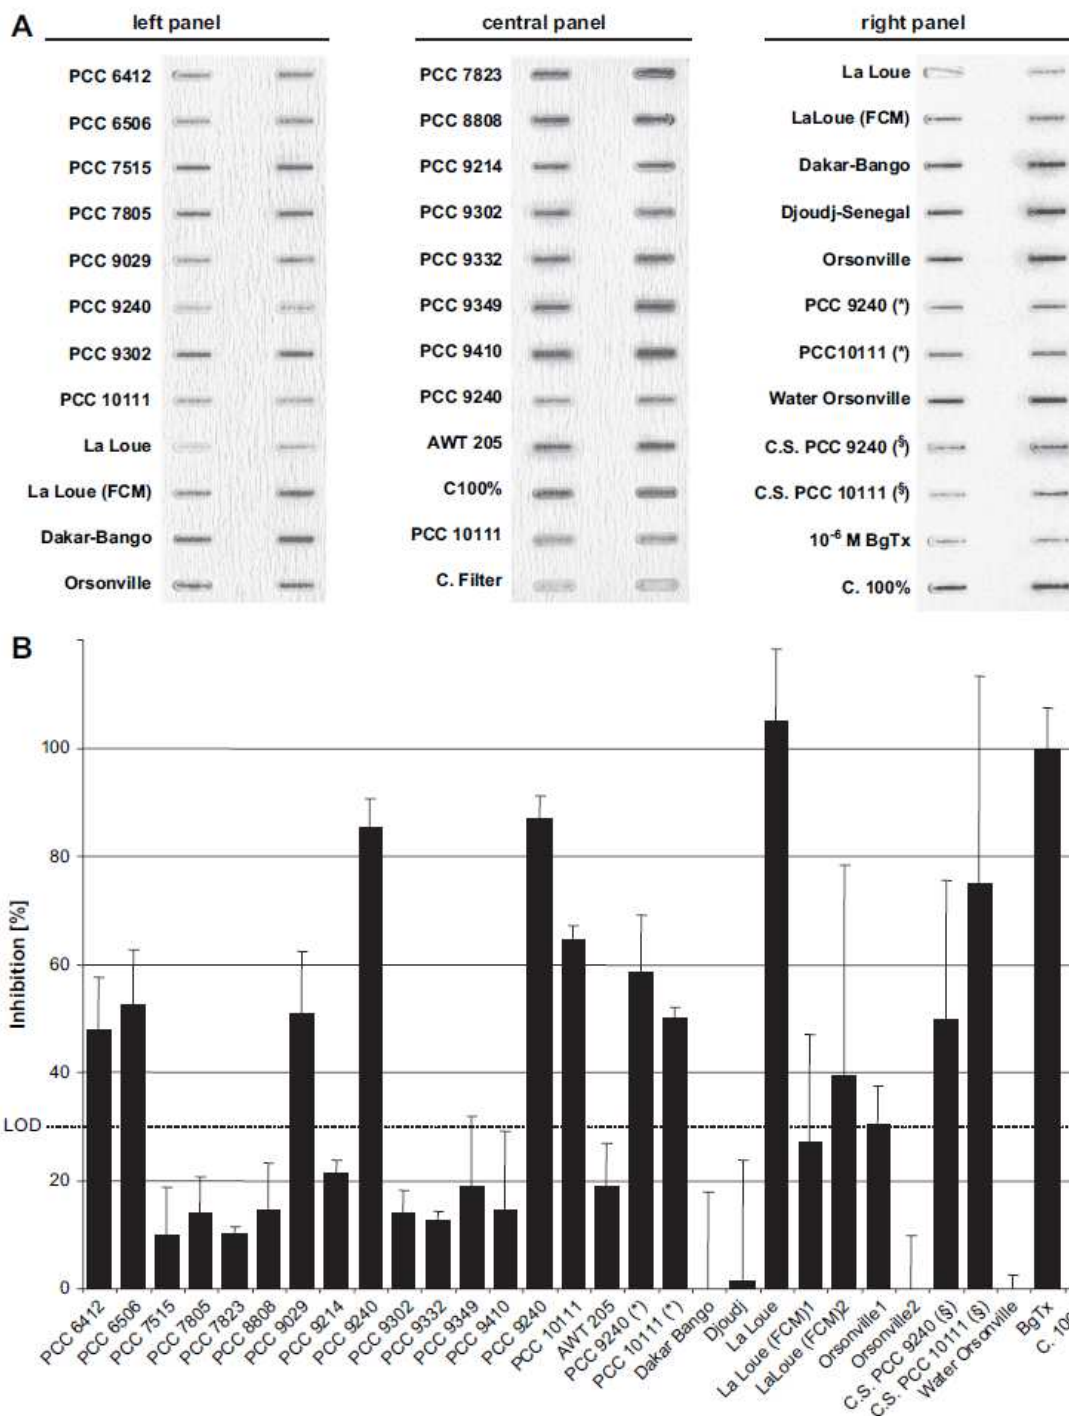 A
left panel
central panel
right panel
PCC 6412
PCC 6506
PCC 7515
PCC 7805
PCC 9029
PCC 9240
PCC 9302
PCC 10111
La Loue
La Loue (FCM)
Dakar-Bango
Orsonville
PCC 7823
PCC 8808
PCC 9214
PCC 9302
PCC 9332
PCC 9349
PCC 9410
PCC 9240
AWT 205
C100%
PCC 10111
C. Filter
La Loue
LaLoue (FCM)
Dakar-Bango
Djoudj-Senegal
Orsonville
PCC 9240 (*)
PCC10111 (*)
Water Orsonville
C.S. PCC 9240 (§)
C.S. PCC 10111 (§)
10⁻⁶ M BgTx
C. 100%
B
Inhibition [%]
100
80
60
40
LOD
20
0
PCC 6412
PCC 6506
PCC 7515
PCC 7805
PCC 7823
PCC 8808
PCC 9029
PCC 9214
PCC 9240
PCC 9302
PCC 9332
PCC 9349
PCC 9410
PCC 9240
PCC 10111
AWT 205
PCC 9240 (*)
PCC 10111 (*)
Dakar Bango
Djoudj
La Loue
La Loue (FCM)1
LaLoue (FCM)2
Orsonville1
Orsonville2
C.S. PCC 9240 (§)
C.S. PCC 10111 (§)
Water Orsonville
BgTx
C. 10